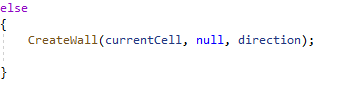 else
{
    CreateWall(currentCell, null, direction);
}